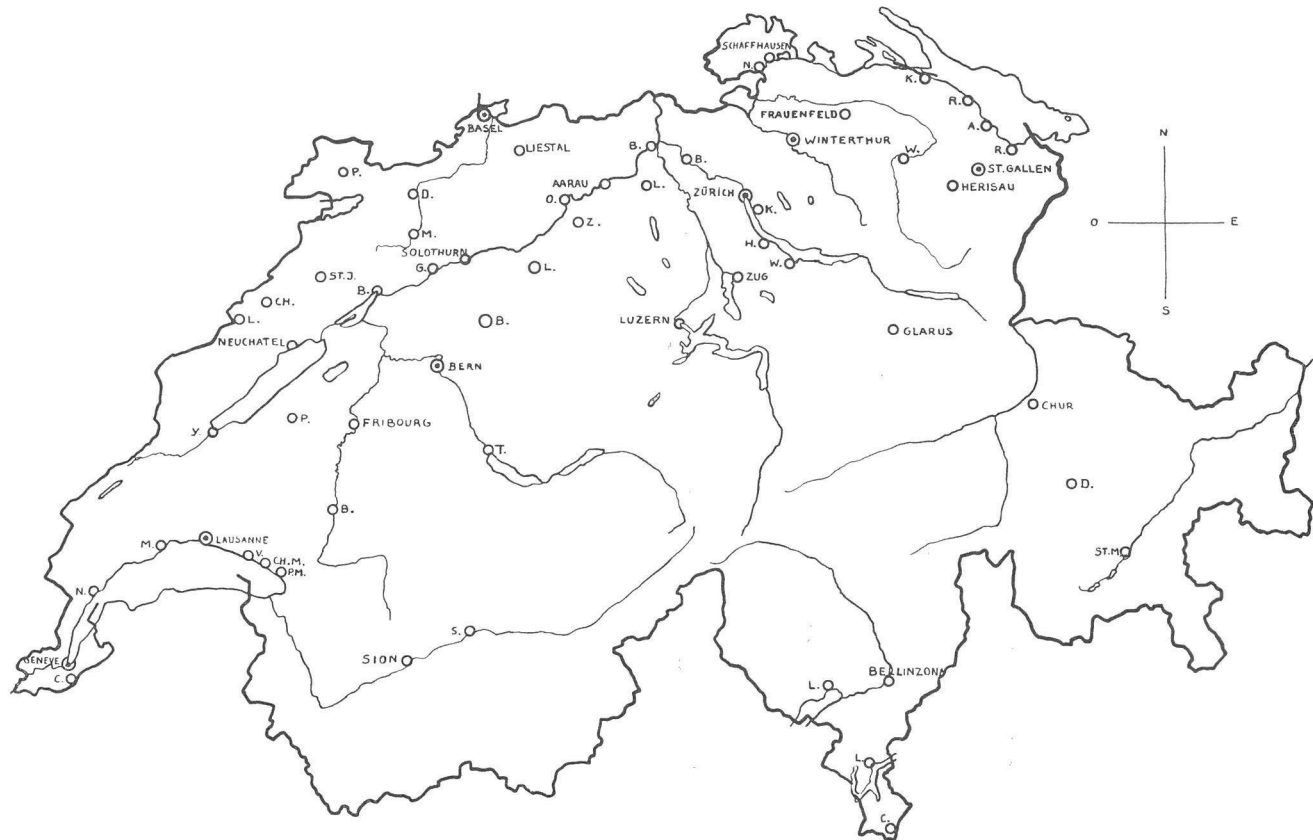 SCHAFFHAUSEN
N.
K.
R.
A.
R.
BASEL
LIESTAL
FRAUENFELD
WINTERTHUR
W.
ST.GALLEN
HERISAU
N
O
E
S
P.
D.
M.
AARAU
O.
Z.
B.
L.
B.
ZÜRICH
K.
H.
W.
ZUG
SOLOTHURN
G.
L.
ST.J.
B.
CH.
L.
NEUCHATEL
B.
LUZERN
GLARUS
BERN
P.
FRIBOURG
Y.
T.
CHUR
D.
B.
ST.M
M.
LAUSANNE
V.
CH.M.
P.M.
N.
GENÈVE
C.
S.
SION
L.
BELLINZONA
L.
C.